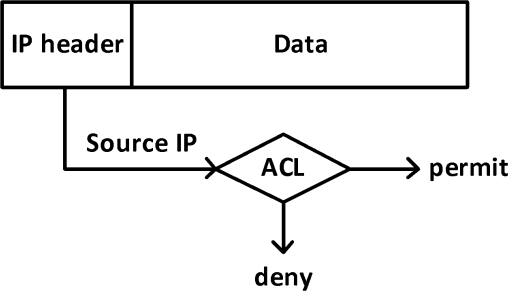 IP header
Data
Source IP
ACL
permit
deny